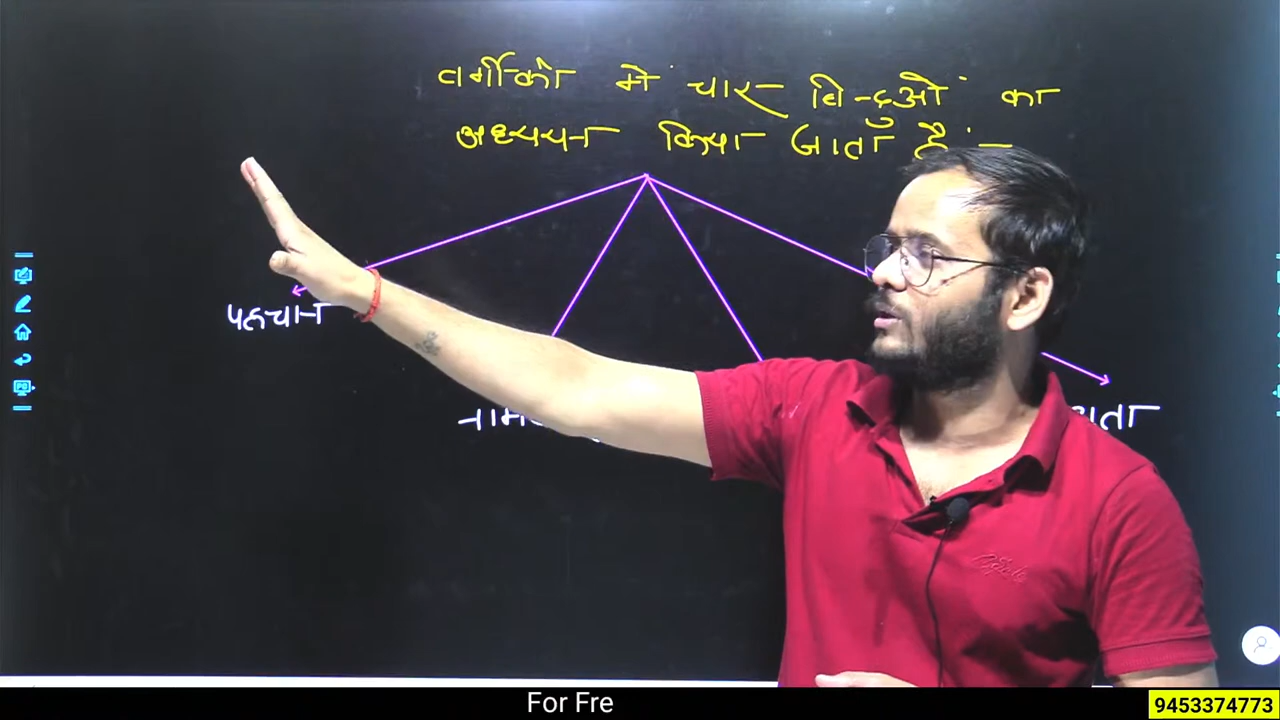 वर्गीकी में चार बिन्दुओं का
अध्ययन किया जाता है: -
पहचान
For Fre
9453374773